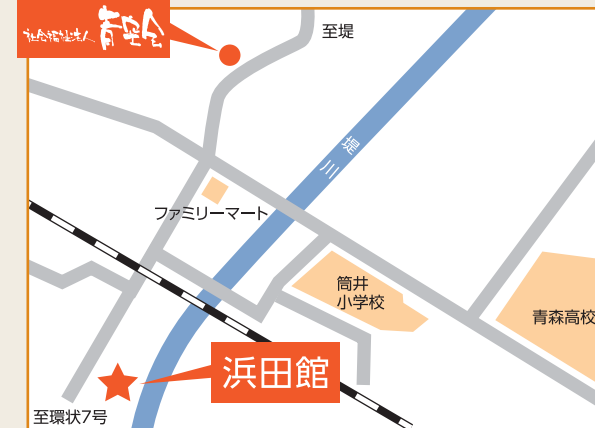 社会福祉法人 青空会
至堤
堤川
ファミリーマート
筒井
小学校
青森高校
浜田館
至環状7号